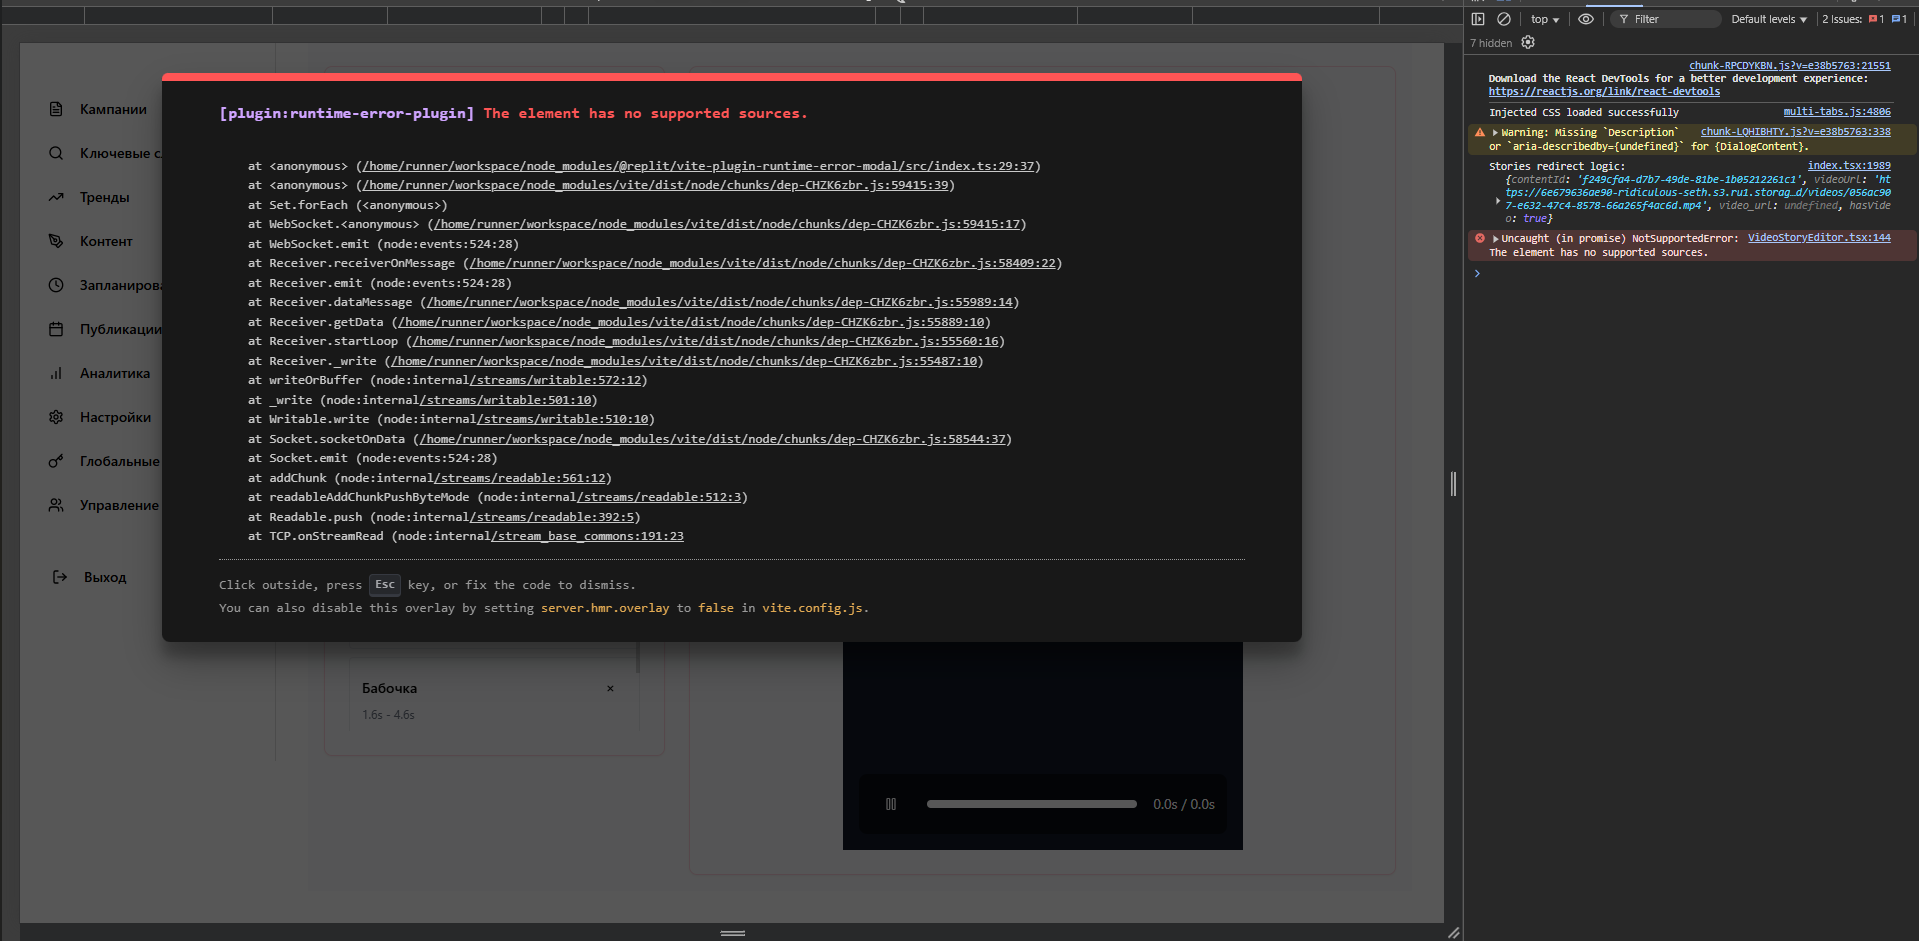 Кампании
Ключевые с
Тренды
Контент
Запланиров
Публикации
Аналитика
Настройки
Глобальные
Управление
Выход
[plugin:runtime-error-plugin] The element has no supported sources.
at <anonymous> (/home/runner/workspace/node_modules/@replit/vite-plugin-runtime-error-modal/src/index.ts:29:37)
at <anonymous> (/home/runner/workspace/node_modules/vite/dist/node/chunks/dep-CHZK6zbr.js:59415:39)
at Set.forEach (<anonymous>)
at WebSocket.<anonymous> (/home/runner/workspace/node_modules/vite/dist/node/chunks/dep-CHZK6zbr.js:59415:17)
at WebSocket.emit (node:events:524:28)
at Receiver.receiverOnMessage (/home/runner/workspace/node_modules/vite/dist/node/chunks/dep-CHZK6zbr.js:58409:22)
at Receiver.emit (node:events:524:28)
at Receiver.dataMessage (/home/runner/workspace/node_modules/vite/dist/node/chunks/dep-CHZK6zbr.js:55989:14)
at Receiver.getData (/home/runner/workspace/node_modules/vite/dist/node/chunks/dep-CHZK6zbr.js:55889:10)
at Receiver.startLoop (/home/runner/workspace/node_modules/vite/dist/node/chunks/dep-CHZK6zbr.js:55560:16)
at Receiver._write (/home/runner/workspace/node_modules/vite/dist/node/chunks/dep-CHZK6zbr.js:55487:10)
at writeOrBuffer (node:internal/streams/writable:572:12)
at _write (node:internal/streams/writable:501:10)
at Writable.write (node:internal/streams/writable:510:10)
at Socket.socketOnData (/home/runner/workspace/node_modules/vite/dist/node/chunks/dep-CHZK6zbr.js:58544:37)
at Socket.emit (node:events:524:28)
at addChunk (node:internal/streams/readable:561:12)
at readableAddChunkPushByteMode (node:internal/streams/readable:512:3)
at Readable.push (node:internal/streams/readable:392:5)
at TCP.onStreamRead (node:internal/stream_base_commons:191:23
Click outside, press Esc key, or fix the code to dismiss.
You can also disable this overlay by setting server.hmr.overlay to false in vite.config.js.
Бабочка ×
1.6s - 4.6s
0.0s / 0.0s
top Filter Default levels 2 Issues: 1 1
7 hidden
chunk-RPCDYKBN.js?v=e38b5763:21551
Download the React DevTools for a better development experience:
https://reactjs.org/link/react-devtools
Injected CSS loaded successfully multi-tabs.js:4806
Warning: Missing `Description` chunk-LQHIBHTY.js?v=e38b5763:338
or `aria-describedby={undefined}` for {DialogContent}.
Stories redirect logic: index.tsx:1989
{contentId: 'f249cfa4-d7b7-49de-81be-1b05212261c1', videoUrl: 'ht
tps://6e679636ae90-ridiculous-seth.s3.ru1.storag…d/videos/056ac90
7-e632-47c4-8578-66a265f4ac6d.mp4', video_url: undefined, hasVide
o: true}
Uncaught (in promise) NotSupportedError: VideoStoryEditor.tsx:144
The element has no supported sources.